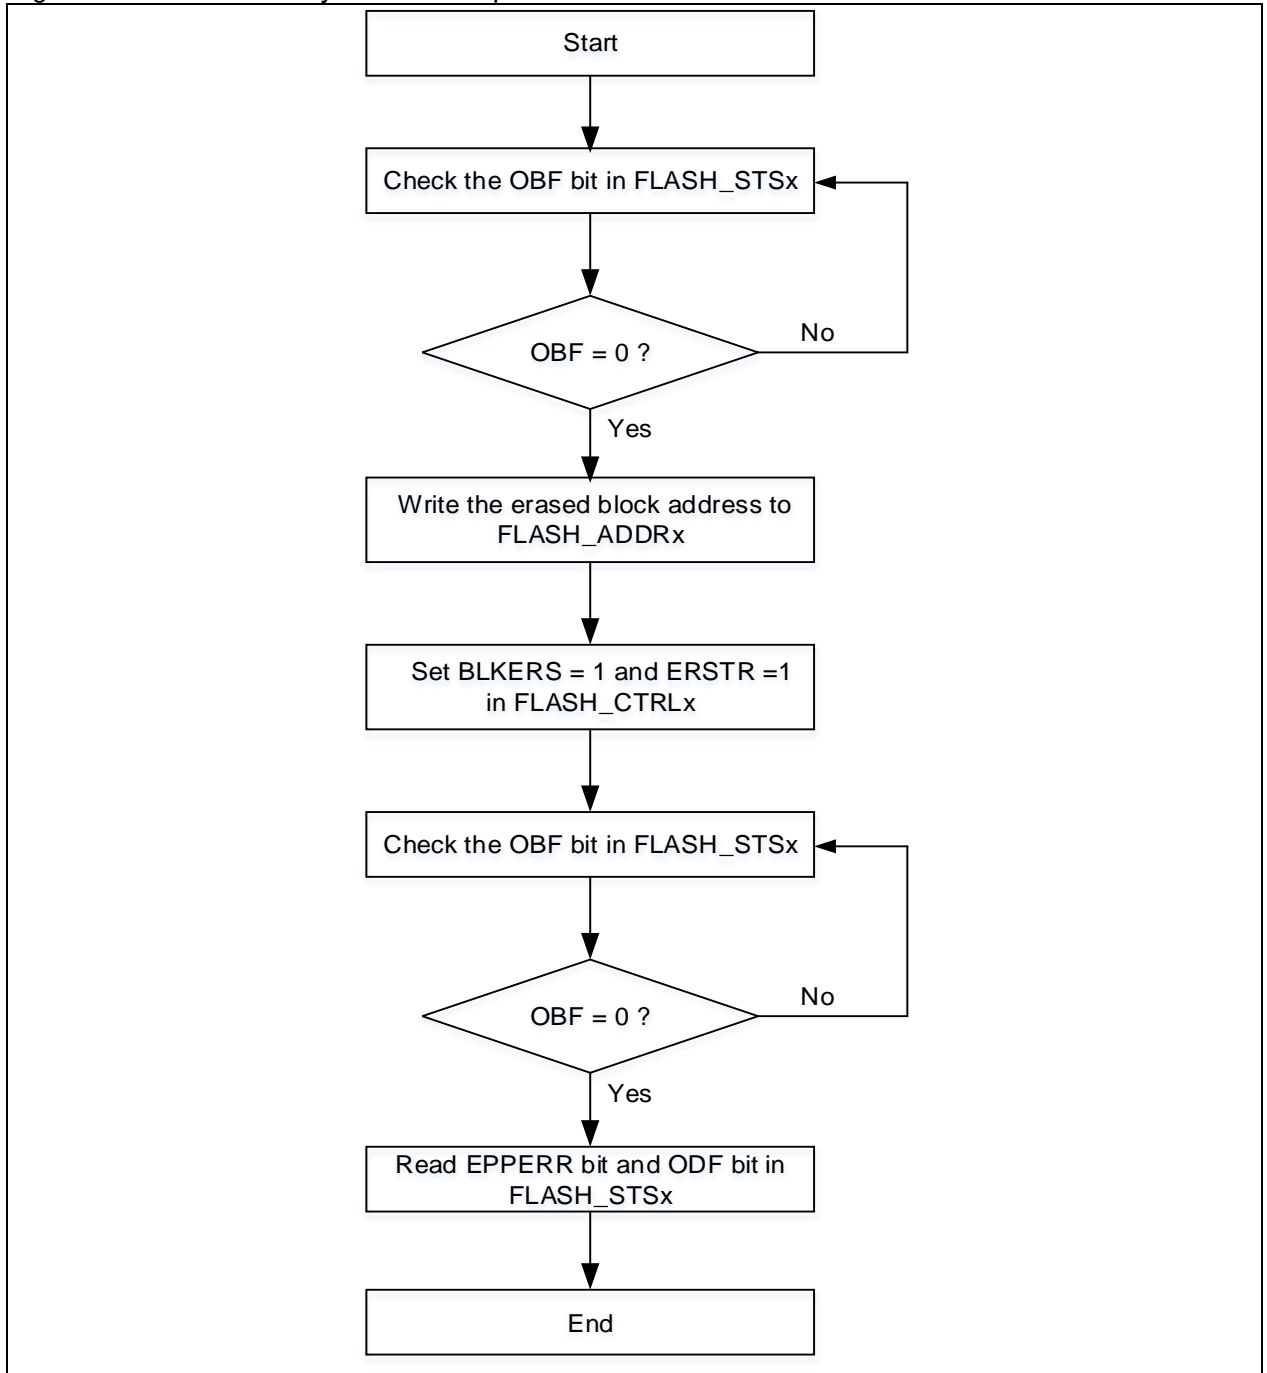 Start
Check the OBF bit in FLASH_STSx
OBF = 0 ?
No
Yes
Write the erased block address to
FLASH_ADDRx
Set BLKERS = 1 and ERSTR =1
in FLASH_CTRLx
Check the OBF bit in FLASH_STSx
OBF = 0 ?
No
Yes
Read EPPERR bit and ODF bit in
FLASH_STSx
End